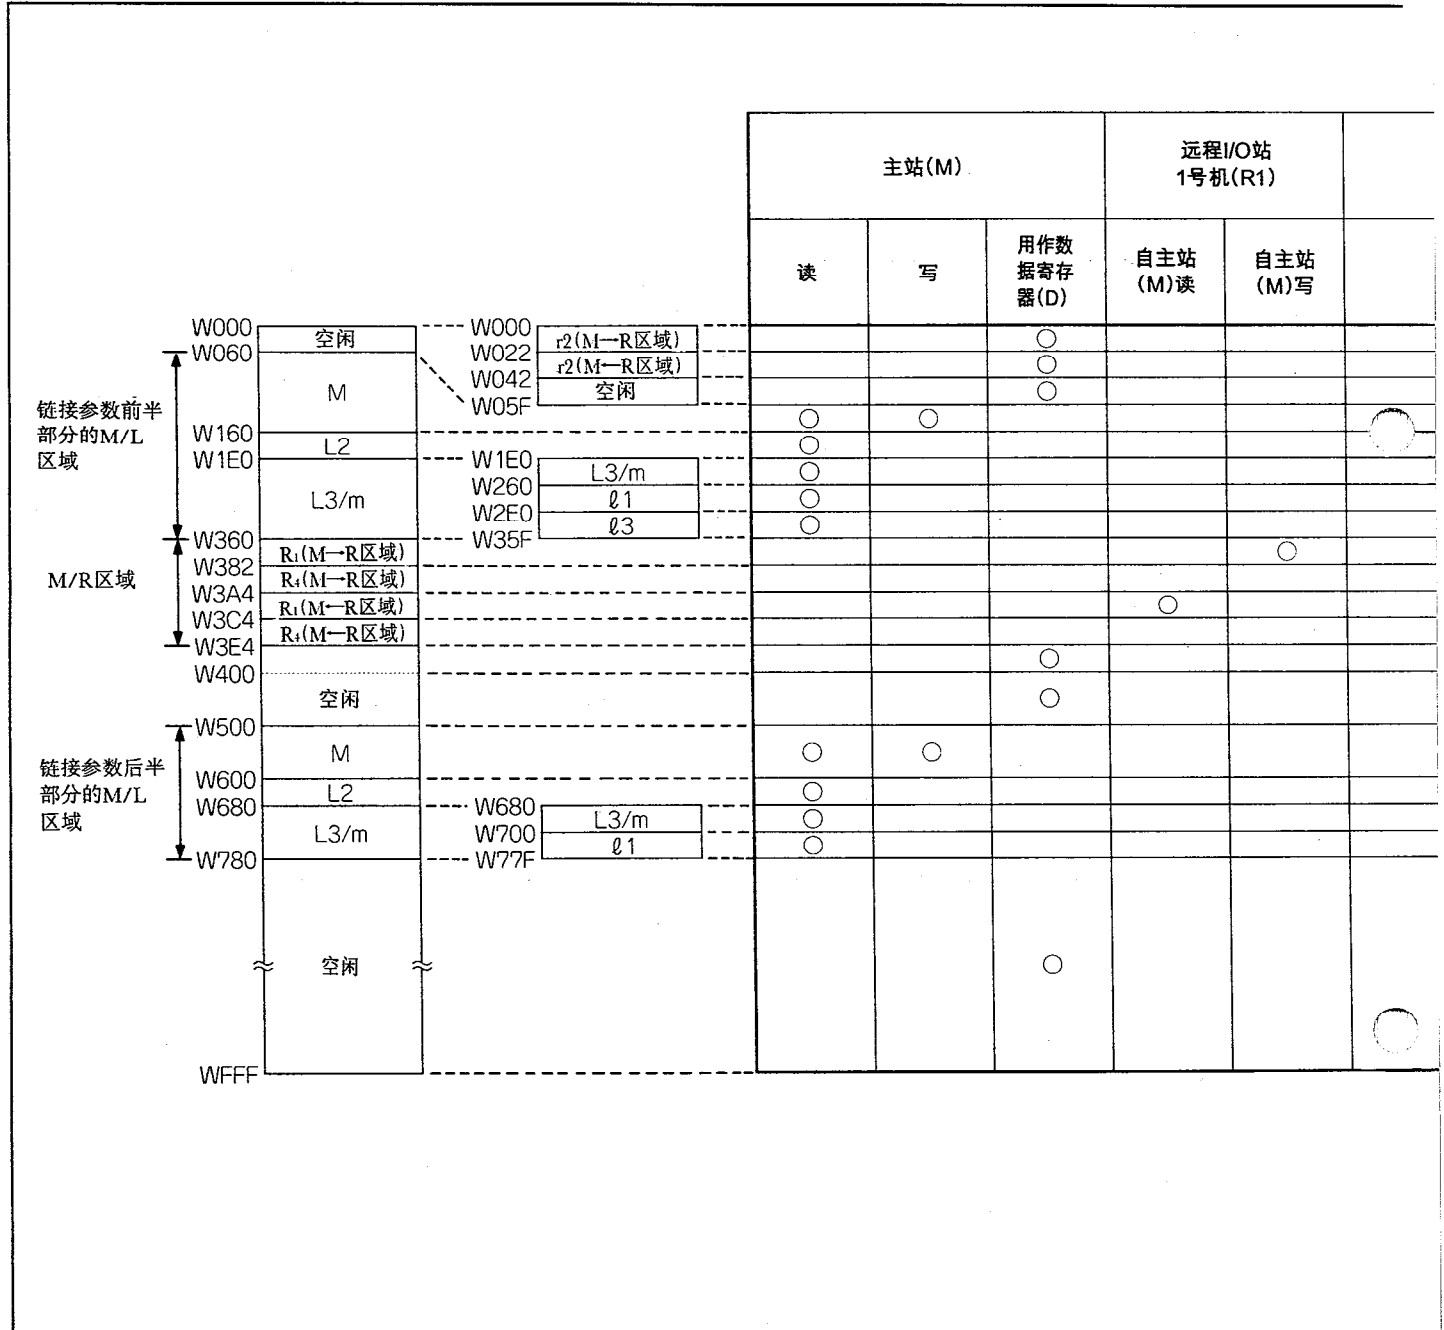 主站(M)
远程I/O站
1号机(R1)
读
写
用作数
据寄存
器(D)
自主站
(M)读
自主站
(M)写
W000
空闲
W000
r2(M→R区域)
W060
W022
r2(M←R区域)
M
W042
空闲
W05F
链接参数前半
部分的M/L
区域
W160
L2
W1E0
W1E0
L3/m
L3/m
W260
ℓ1
W2E0
ℓ3
W360
W35F
R₁(M→R区域)
W382
M/R区域
R₄(M→R区域)
W3A4
R₁(M←R区域)
W3C4
R₄(M←R区域)
W3E4
W400
空闲
W500
M
链接参数后半
部分的M/L
区域
W600
L2
W680
W680
L3/m
L3/m
W700
ℓ1
W780
W77F
空闲
WFFF